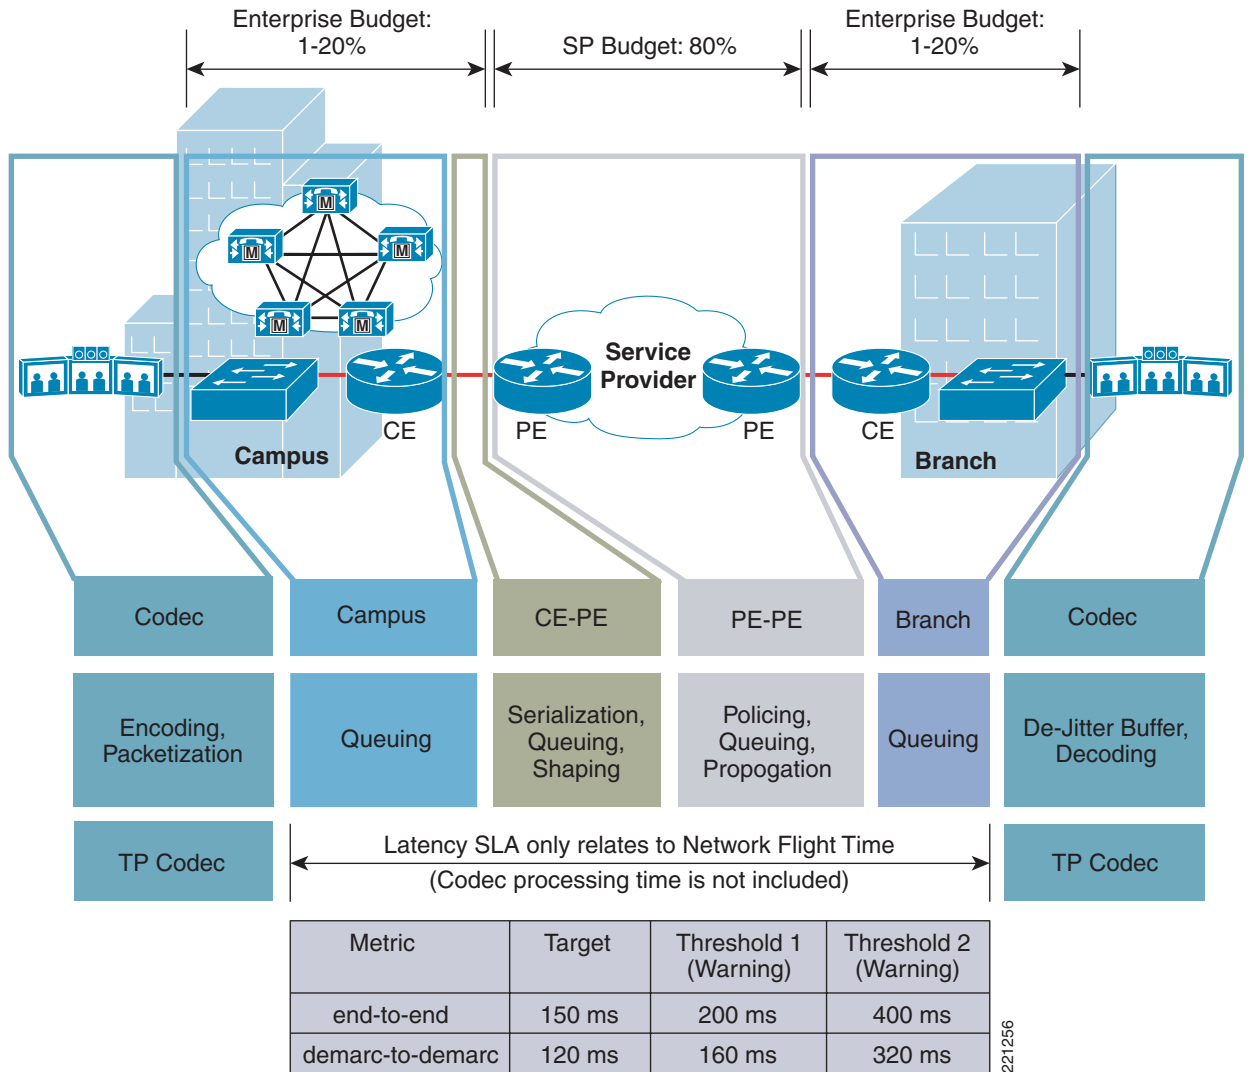 Enterprise Budget:
1-20%
SP Budget: 80%
Enterprise Budget:
1-20%
M
M
M
M
M
Service
Provider
CE
PE
PE
CE
Campus
Branch
Codec
Campus
CE-PE
PE-PE
Branch
Codec
Encoding,
Packetization
Queuing
Serialization,
Queuing,
Shaping
Policing,
Queuing,
Propogation
Queuing
De-Jitter Buffer,
Decoding
TP Codec
Latency SLA only relates to Network Flight Time
(Codec processing time is not included)
TP Codec
Metric
Target
Threshold 1
(Warning)
Threshold 2
(Warning)
end-to-end
150 ms
200 ms
400 ms
demarc-to-demarc
120 ms
160 ms
320 ms
221256